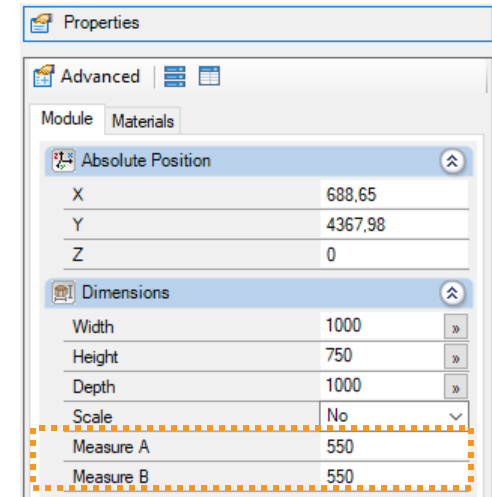 Properties
Advanced
Module Materials
Absolute Position
X 688,65
Y 4367,98
Z 0
Dimensions
Width 1000 »
Height 750 »
Depth 1000 »
Scale No
Measure A 550
Measure B 550